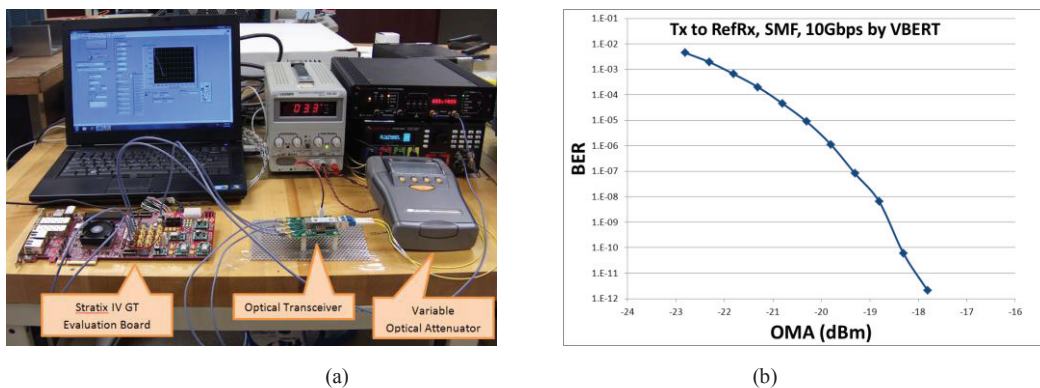 03.3
Stratix IV GT
Evaluation Board
Optical Transceiver
Variable
Optical Attenuator
(a)
Tx to RefRx, SMF, 10Gbps by VBERT
BER
1.E-01
1.E-02
1.E-03
1.E-04
1.E-05
1.E-06
1.E-07
1.E-08
1.E-09
1.E-10
1.E-11
1.E-12
-24 -23 -22 -21 -20 -19 -18 -17 -16
OMA (dBm)
(b)